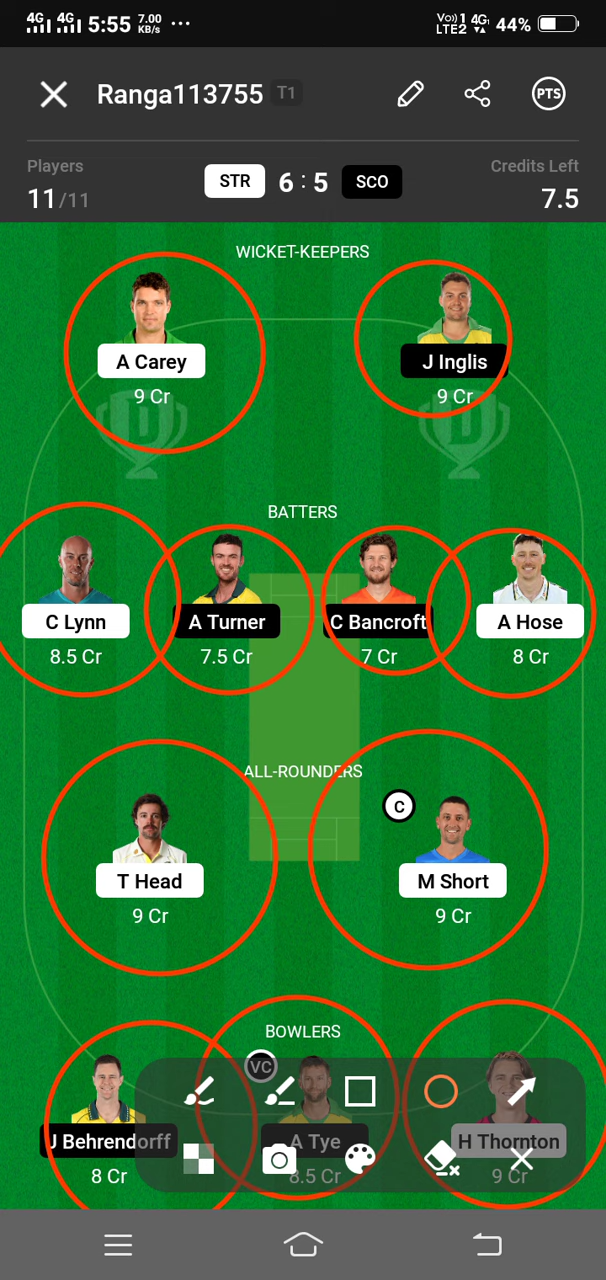 4G 4G 5:55 7.00 KB/s ... Vo)) 1 4G LTE2 44%
Ranga113755 T1 PTS
Players Credits Left
11/11 STR 6 : 5 SCO 7.5
WICKET-KEEPERS
A Carey J Inglis
9 Cr 9 Cr
BATTERS
C Lynn A Turner C Bancroft A Hose
8.5 Cr 7.5 Cr 7 Cr 8 Cr
ALL-ROUNDERS
C
T Head M Short
9 Cr 9 Cr
BOWLERS
VC
J Behrendorff A Tye H Thornton
8 Cr 8.5 Cr 9 Cr